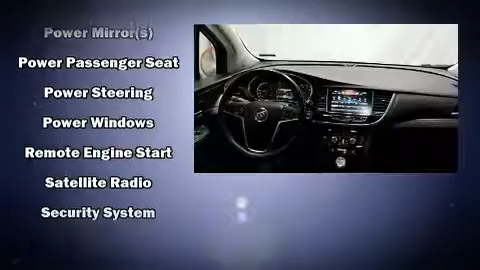 Power Mirror(s)
Power Passenger Seat
Power Steering
Power Windows
Remote Engine Start
Satellite Radio
Security System